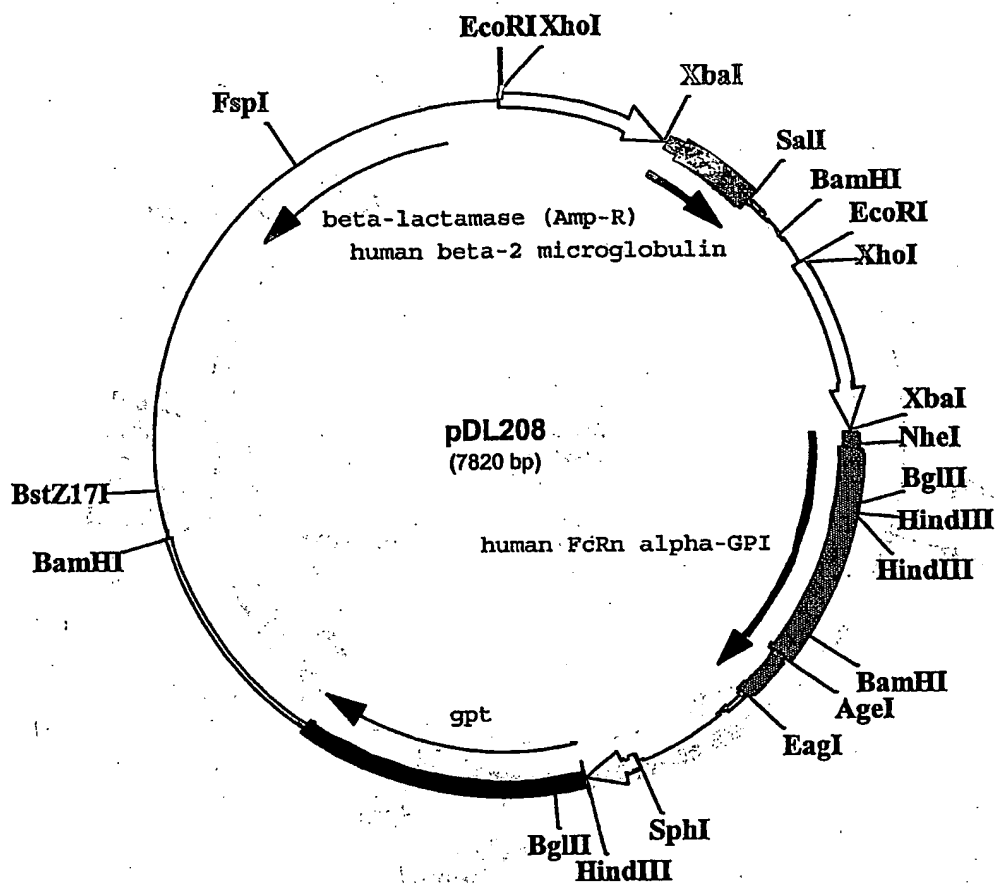 EcoRI XhoI
XbaI
FspI
SalI
BamHI
beta-lactamase (Amp-R)
EcoRI
human beta-2 microglobulin
XhoI
XbaI
pDL208
NheI
(7820 bp)
BglII
BstZ17I
HindIII
human FcRn alpha-GPI
BamHI
HindIII
BamHI
AgeI
gpt
EagI
SphI
BglII
HindIII